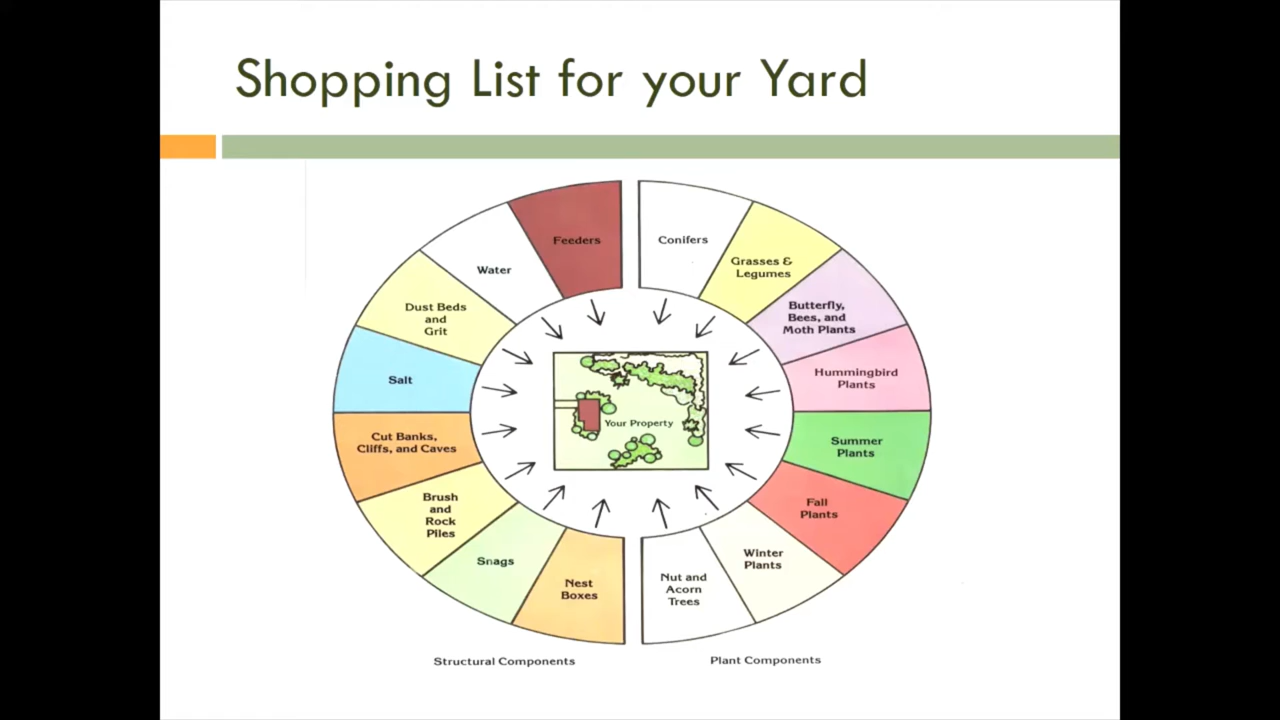 Shopping List for your Yard
Feeders
Conifers
Water
Grasses &
Legumes
Dust Beds
and
Grit
Butterfly,
Bees, and
Moth Plants
Salt
Hummingbird
Plants
Your Property
Cut Banks,
Cliffs, and Caves
Summer
Plants
Brush
and
Rock
Piles
Fall
Plants
Snags
Winter
Plants
Nest
Boxes
Nut and
Acorn
Trees
Structural Components
Plant Components